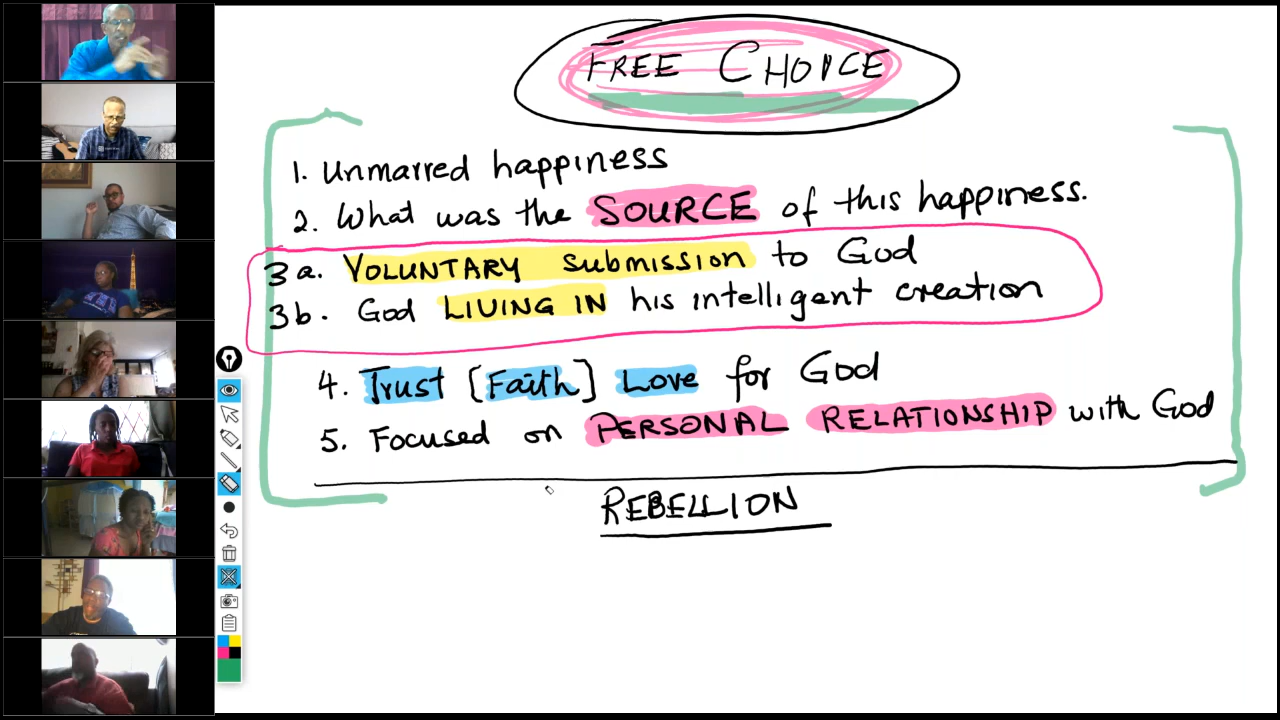 FREE CHOICE
1. Unmarred happiness
2. What was the SOURCE of this happiness.
3a. VOLUNTARY submission to God
3b. God LIVING IN his intelligent creation
4. Trust [Faith] Love for God
5. Focused on PERSONAL RELATIONSHIP with God
REBELLION